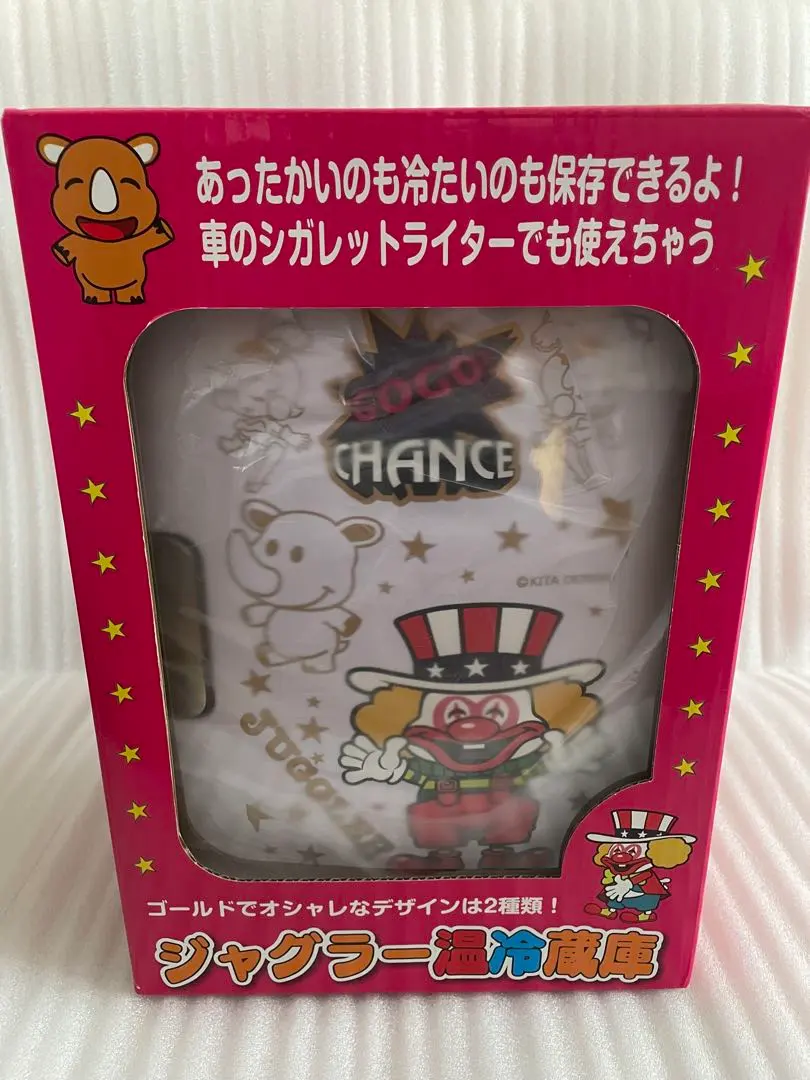 あったかいのも冷たいのも保存できるよ！
車のシガレットライターでも使えちゃう
GOGO!
CHANCE
©KITA DENSHI
JUGGLER
ゴールドでオシャレなデザインは2種類！
ジャグラー温冷蔵庫